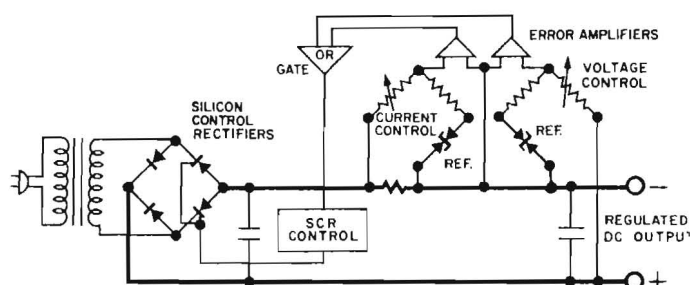 OR
GATE
ERROR AMPLIFIERS
VOLTAGE
CONTROL
SILICON
CONTROL
RECTIFIERS
CURRENT
CONTROL
REF.
REF.
SCR
CONTROL
REGULATED
DC OUTPUT
−
+